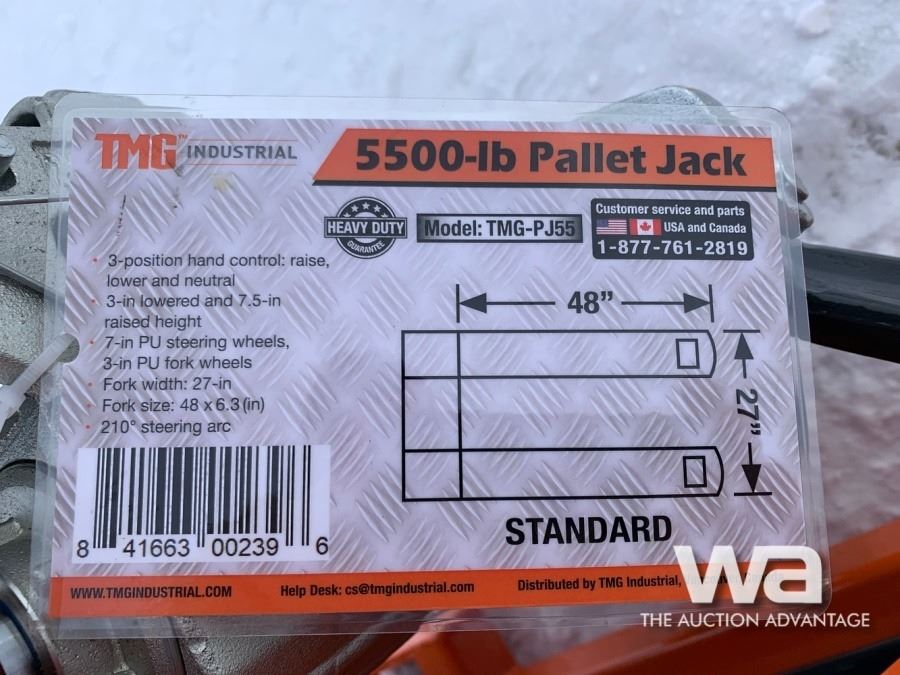 TMG™ INDUSTRIAL
5500-lb Pallet Jack
HEAVY DUTY
GUARANTEE
Model: TMG-PJ55
Customer service and parts
USA and Canada
1-877-761-2819
• 3-position hand control: raise,
lower and neutral
• 3-in lowered and 7.5-in
raised height
• 7-in PU steering wheels,
3-in PU fork wheels
• Fork width: 27-in
• Fork size: 48 x 6.3 (in)
• 210° steering arc
48”
27”
STANDARD
8 41663 00239 6
WWW.TMGINDUSTRIAL.COM
Help Desk: cs@tmgindustrial.com
Distributed by TMG Industrial,
wa
THE AUCTION ADVANTAGE